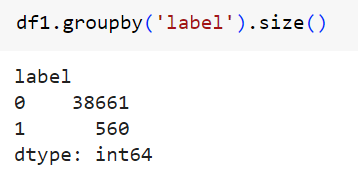 df1.groupby('label').size()
label
0    38661
1      560
dtype: int64